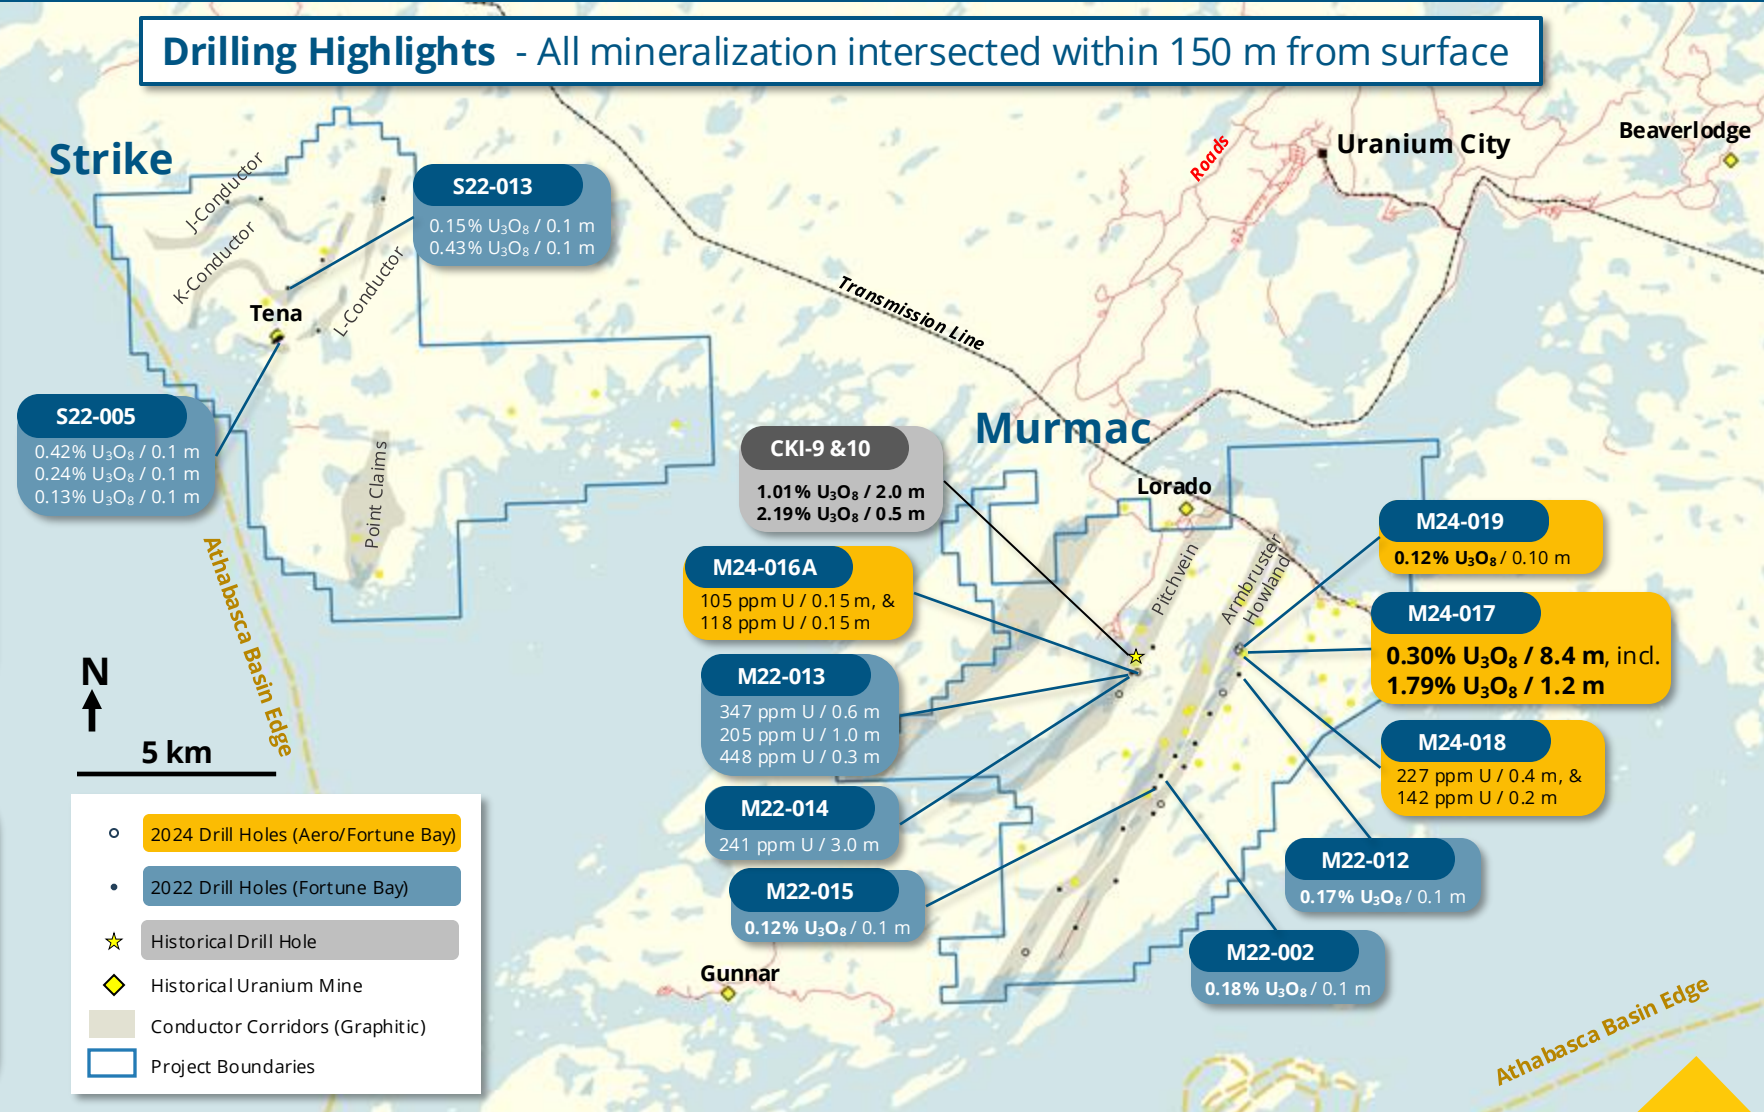 Drilling Highlights - All mineralization intersected within 150 m from surface
Strike
J-Conductor
K-Conductor
L-Conductor
Tena
S22-013
0.15% U₃O₈ / 0.1 m
0.43% U₃O₈ / 0.1 m
S22-005
0.42% U₃O₈ / 0.1 m
0.24% U₃O₈ / 0.1 m
0.13% U₃O₈ / 0.1 m
Point Claims
Athabasca Basin Edge
Transmission Line
Roads
Uranium City
Beaverlodge
Murmac
Lorado
Pitchvein
Armbruster
Howland
CKI-9 &10
1.01% U₃O₈ / 2.0 m
2.19% U₃O₈ / 0.5 m
M24-016A
105 ppm U / 0.15 m, &
118 ppm U / 0.15 m
M22-013
347 ppm U / 0.6 m
205 ppm U / 1.0 m
448 ppm U / 0.3 m
M22-014
241 ppm U / 3.0 m
M22-015
0.12% U₃O₈ / 0.1 m
M24-019
0.12% U₃O₈ / 0.10 m
M24-017
0.30% U₃O₈ / 8.4 m, incl.
1.79% U₃O₈ / 1.2 m
M24-018
227 ppm U / 0.4 m, &
142 ppm U / 0.2 m
M22-012
0.17% U₃O₈ / 0.1 m
M22-002
0.18% U₃O₈ / 0.1 m
Gunnar
Athabasca Basin Edge
N
5 km
2024 Drill Holes (Aero/Fortune Bay)
2022 Drill Holes (Fortune Bay)
Historical Drill Hole
Historical Uranium Mine
Conductor Corridors (Graphitic)
Project Boundaries